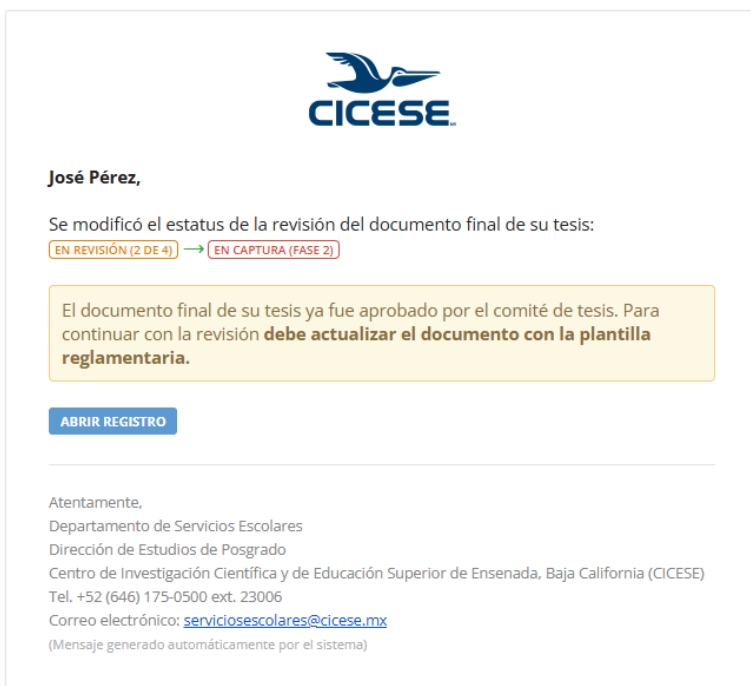 CICESE
José Pérez,
Se modificó el estatus de la revisión del documento final de su tesis:
EN REVISIÓN (2 DE 4) → EN CAPTURA (FASE 2)
El documento final de su tesis ya fue aprobado por el comité de tesis. Para
continuar con la revisión debe actualizar el documento con la plantilla
reglamentaria.
ABRIR REGISTRO
Atentamente,
Departamento de Servicios Escolares
Dirección de Estudios de Posgrado
Centro de Investigación Científica y de Educación Superior de Ensenada, Baja California (CICESE)
Tel. +52 (646) 175-0500 ext. 23006
Correo electrónico: serviciosescolares@cicese.mx
(Mensaje generado automáticamente por el sistema)